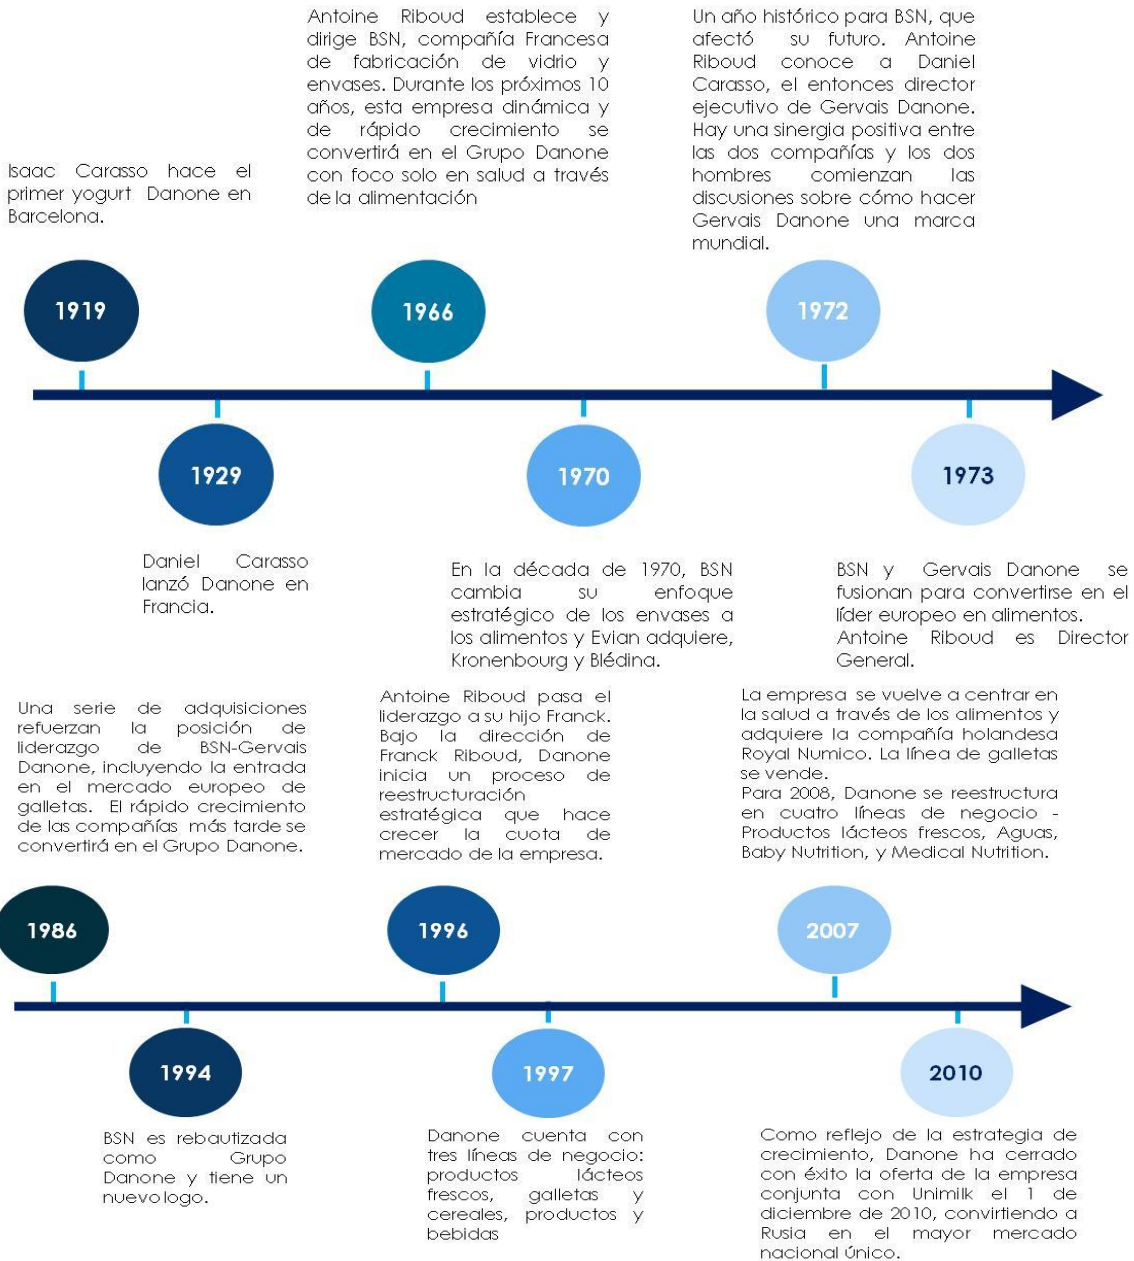 Isaac Carasso hace el
primer yogurt Danone en
Barcelona.
1919
Daniel Carasso
lanzó Danone en
Francia.
1929
Antoine Riboud establece y
dirige BSN, compañía Francesa
de fabricación de vidrio y
envases. Durante los próximos 10
años, esta empresa dinámica y
de rápido crecimiento se
convertirá en el Grupo Danone
con foco solo en salud a través
de la alimentación
1966
1970
En la década de 1970, BSN
cambia su enfoque
estratégico de los envases a
los alimentos y Evian adquiere,
Kronenbourg y Blédina.
Un año histórico para BSN, que
afectó su futuro. Antoine
Riboud conoce a Daniel
Carasso, el entonces director
ejecutivo de Gervais Danone.
Hay una sinergia positiva entre
las dos compañías y los dos
hombres comienzan las
discusiones sobre cómo hacer
Gervais Danone una marca
mundial.
1972
1973
BSN y Gervais Danone se
fusionan para convertirse en el
líder europeo en alimentos.
Antoine Riboud es Director
General.
Una serie de adquisiciones
refuerzan la posición de
liderazgo de BSN-Gervais
Danone, incluyendo la entrada
en el mercado europeo de
galletas. El rápido crecimiento
de las compañías más tarde se
convertirá en el Grupo Danone.
1986
1994
BSN es rebautizada
como Grupo
Danone y tiene un
nuevo logo.
Antoine Riboud pasa el
liderazgo a su hijo Franck.
Bajo la dirección de
Franck Riboud, Danone
inicia un proceso de
reestructuración
estratégica que hace
crecer la cuota de
mercado de la empresa.
1996
1997
Danone cuenta con
tres líneas de negocio:
productos lácteos
frescos, galletas y
cereales, productos y
bebidas
La empresa se vuelve a centrar en
la salud a través de los alimentos y
adquiere la compañía holandesa
Royal Numico. La línea de galletas
se vende.
Para 2008, Danone se reestructura
en cuatro líneas de negocio -
Productos lácteos frescos, Aguas,
Baby Nutrition, y Medical Nutrition.
2007
2010
Como reflejo de la estrategia de
crecimiento, Danone ha cerrado
con éxito la oferta de la empresa
conjunta con Unimilk el 1 de
diciembre de 2010, convirtiendo a
Rusia en el mayor mercado
nacional único.